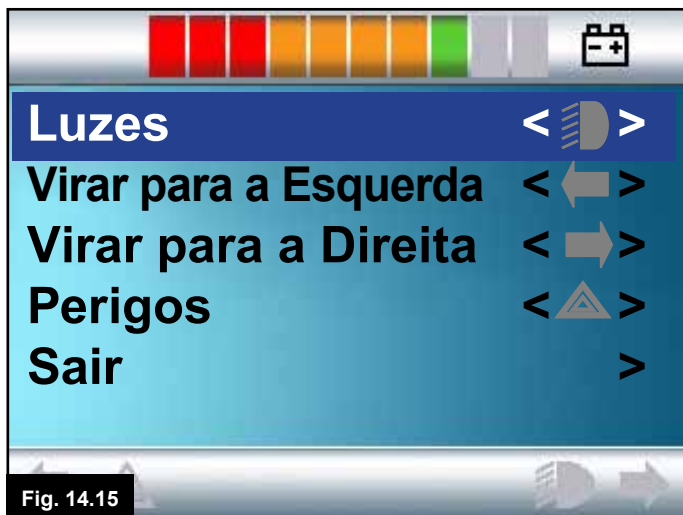 Luzes < >
Virar para a Esquerda < >
Virar para a Direita < >
Perigos < >
Sair >
Fig. 14.15